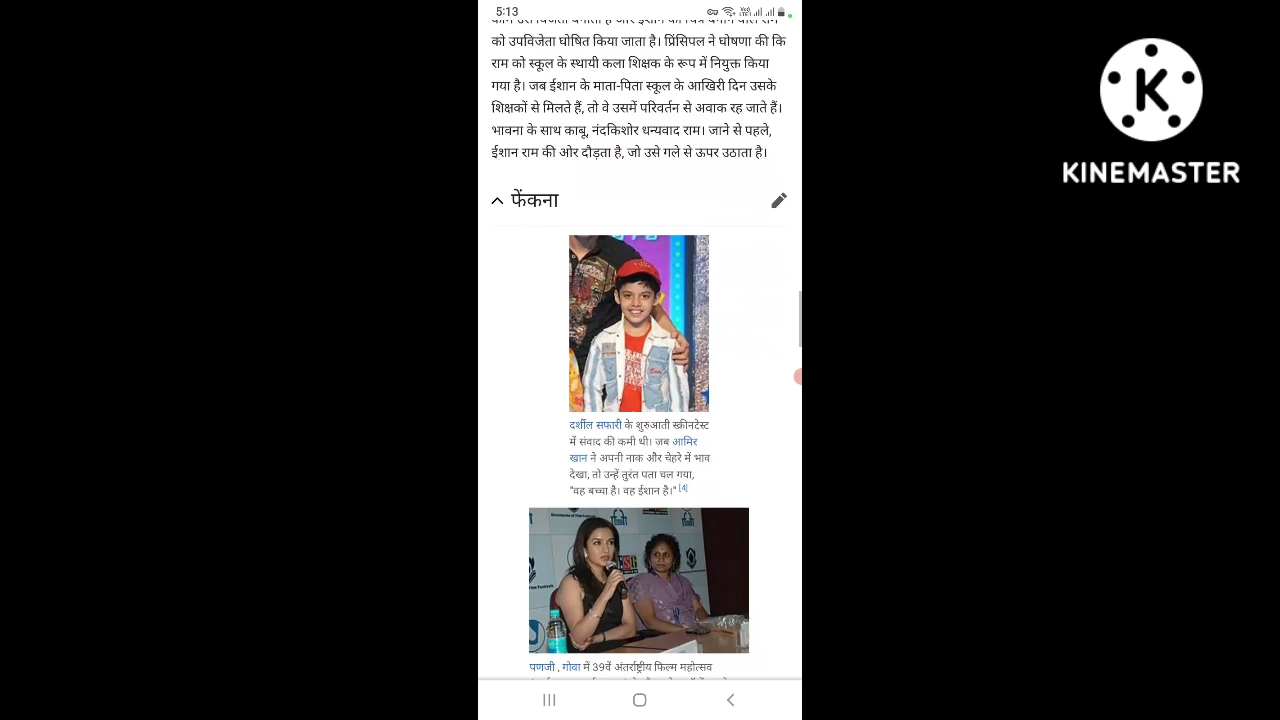 5:13
को उपविजेता घोषित किया जाता है। प्रिंसिपल ने घोषणा की कि
राम को स्कूल के स्थायी कला शिक्षक के रूप में नियुक्त किया
गया है। जब ईशान के माता-पिता स्कूल के आखिरी दिन उसके
शिक्षकों से मिलते हैं, तो वे उसमें परिवर्तन से अवाक रह जाते हैं।
भावना के साथ काबू, नंदकिशोर धन्यवाद राम। जाने से पहले,
ईशान राम की ओर दौड़ता है, जो उसे गले से ऊपर उठाता है।
फेंकना
दर्शील सफारी के शुरुआती स्क्रीनटेस्ट
में संवाद की कमी थी। जब आमिर
खान ने अपनी नाक और चेहरे में भाव
देखा, तो उन्हें तुरंत पता चल गया,
"वह बच्चा है। वह ईशान है।" [4]
पणजी , गोवा में 39वें अंतर्राष्ट्रीय फिल्म महोत्सव
K
KINEMASTER